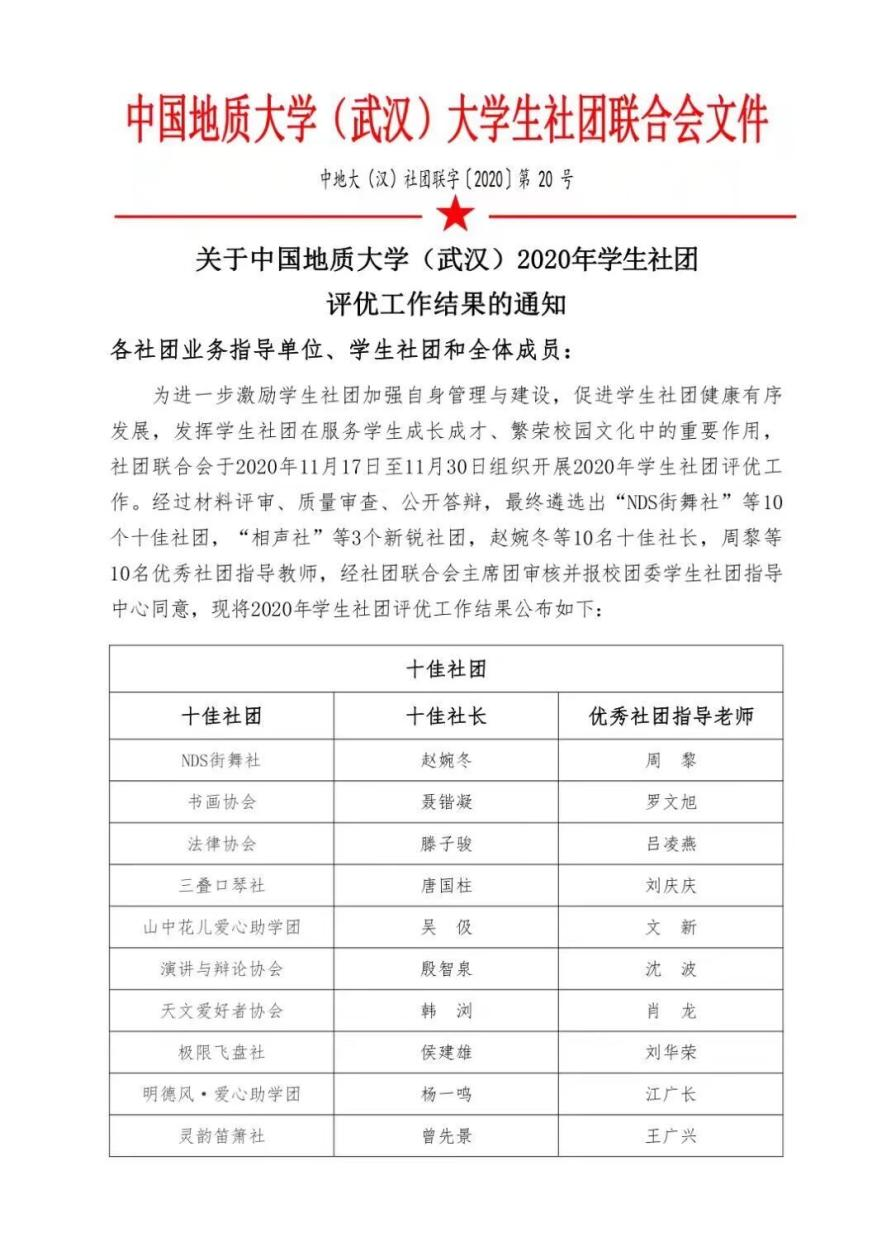 中国地质大学（武汉）大学生社团联合会文件
中地大（汉）社团联字〔2020〕第 20 号
关于中国地质大学（武汉）2020年学生社团
评优工作结果的通知
各社团业务指导单位、学生社团和全体成员：
为进一步激励学生社团加强自身管理与建设，促进学生社团健康有序
发展，发挥学生社团在服务学生成长成才、繁荣校园文化中的重要作用，
社团联合会于2020年11月17日至11月30日组织开展2020年学生社团评优工
作。经过材料评审、质量审查、公开答辩，最终遴选出“NDS街舞社”等10
个十佳社团，“相声社”等3个新锐社团，赵婉冬等10名十佳社长，周黎等
10名优秀社团指导教师，经社团联合会主席团审核并报校团委学生社团指导
中心同意，现将2020年学生社团评优工作结果公布如下：
十佳社团
十佳社团 十佳社长 优秀社团指导老师
NDS街舞社 赵婉冬 周 黎
书画协会 聂锴凝 罗文旭
法律协会 滕子骏 吕凌燕
三叠口琴社 唐国柱 刘庆庆
山中花儿爱心助学团 吴 伋 文 新
演讲与辩论协会 殷智泉 沈 波
天文爱好者协会 韩 浏 肖 龙
极限飞盘社 侯建雄 刘华荣
明德风·爱心助学团 杨一鸣 江广长
灵韵笛箫社 曾先景 王广兴